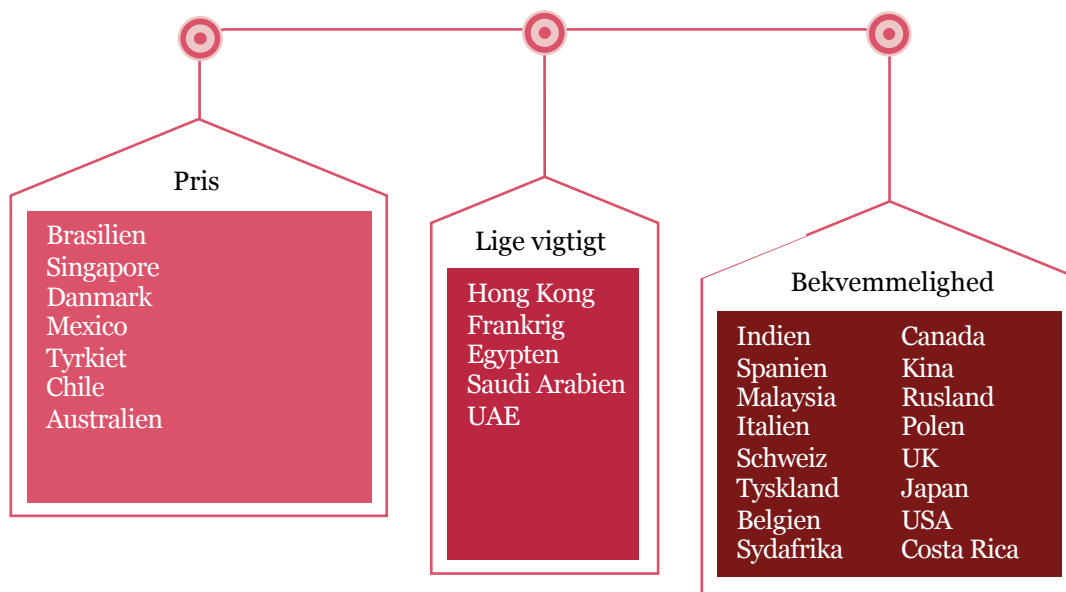 Pris
Brasilien
Singapore
Danmark
Mexico
Tyrkiet
Chile
Australien
Lige vigtigt
Hong Kong
Frankrig
Egypten
Saudi Arabien
UAE
Bekvemmelighed
Indien
Spanien
Malaysia
Italien
Schweiz
Tyskland
Belgien
Sydafrika
Canada
Kina
Rusland
Polen
UK
Japan
USA
Costa Rica